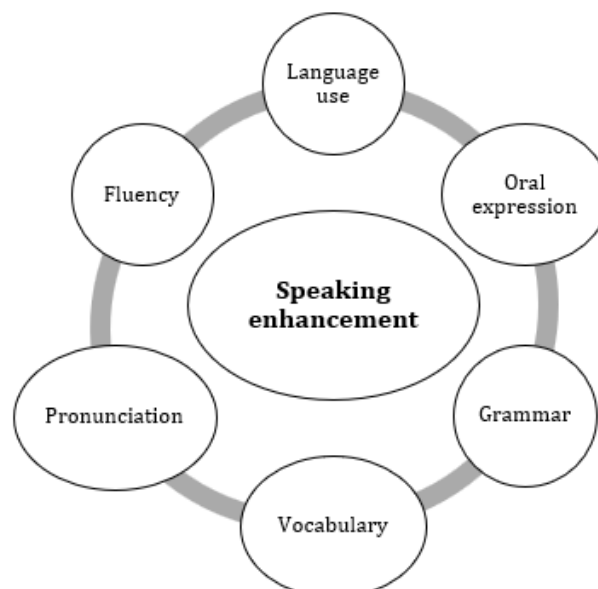 Language
use
Oral
expression
Fluency
Speaking
enhancement
Pronunciation
Grammar
Vocabulary